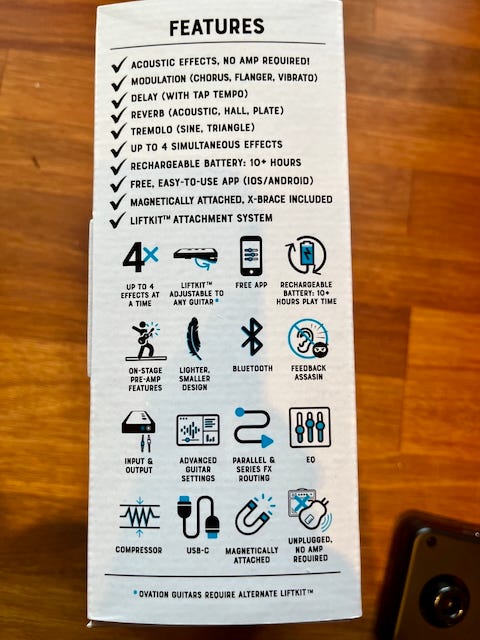 FEATURES
ACOUSTIC EFFECTS, NO AMP REQUIRED!
MODULATION (CHORUS, FLANGER, VIBRATO)
DELAY (WITH TAP TEMPO)
REVERB (ACOUSTIC, HALL, PLATE)
TREMOLO (SINE, TRIANGLE)
UP TO 4 SIMULTANEOUS EFFECTS
RECHARGEABLE BATTERY: 10+ HOURS
FREE, EASY-TO-USE APP (IOS/ANDROID)
MAGNETICALLY ATTACHED, X-BRACE INCLUDED
LIFTKIT™ ATTACHMENT SYSTEM
4x
UP TO 4
EFFECTS AT
A TIME
LIFTKIT™
ADJUSTABLE TO
ANY GUITAR*
FREE APP
RECHARGEABLE
BATTERY: 10+
HOURS PLAY TIME
ON-STAGE
PRE-AMP
FEATURES
LIGHTER,
SMALLER
DESIGN
BLUETOOTH
FEEDBACK
ASSASIN
INPUT &
OUTPUT
ADVANCED
GUITAR
SETTINGS
PARALLEL &
SERIES FX
ROUTING
EQ
COMPRESSOR
USB-C
MAGNETICALLY
ATTACHED
UNPLUGGED,
NO AMP
REQUIRED
*OVATION GUITARS REQUIRE ALTERNATE LIFTKIT™